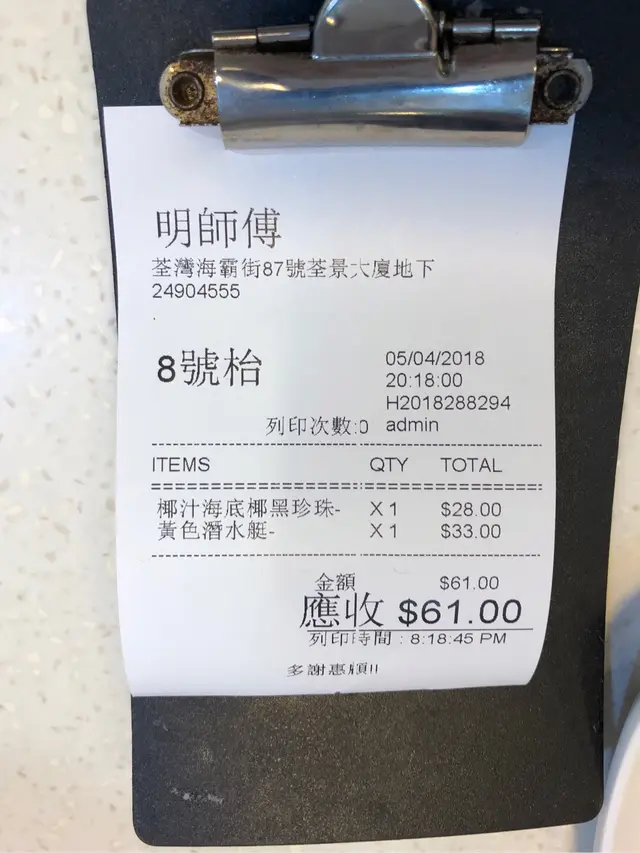 明師傅
荃灣海霸街87號荃景大廈地下
24904555
8號枱
05/04/2018
20:18:00
H2018288294
列印次數:0 admin
ITEMS QTY TOTAL
椰汁海底椰黑珍珠- X 1 $28.00
黃色潛水艇- X 1 $33.00
金額 $61.00
應收 $61.00
列印時間 : 8:18:45 PM
多謝惠顧!!